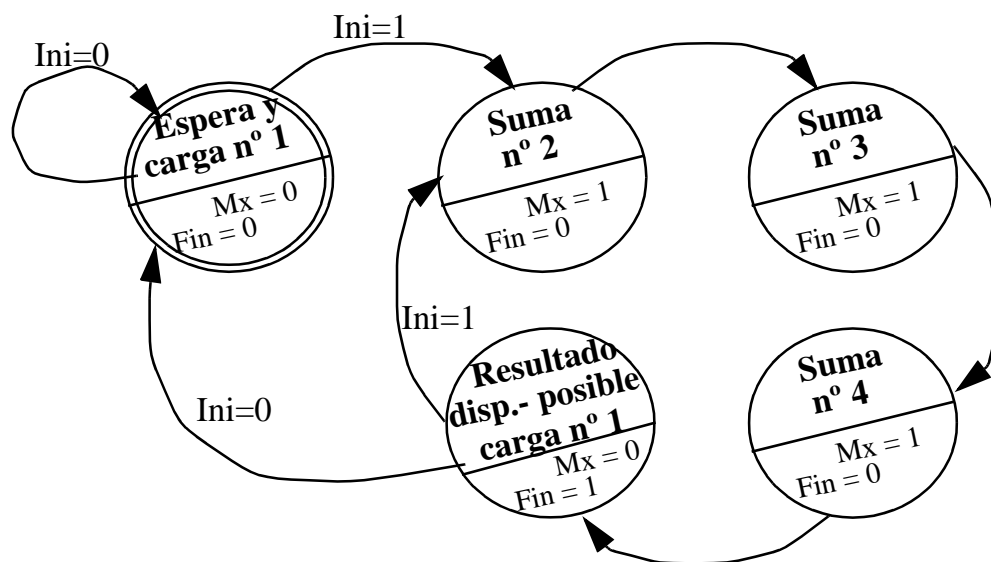 Ini=0
Ini=1
Espera y
carga nº 1
Mx = 0
Fin = 0
Suma
nº 2
Mx = 1
Fin = 0
Suma
nº 3
Mx = 1
Fin = 0
Ini=1
Ini=0
Resultado
disp.- posible
carga nº 1
Mx = 0
Fin = 1
Suma
nº 4
Mx = 1
Fin = 0